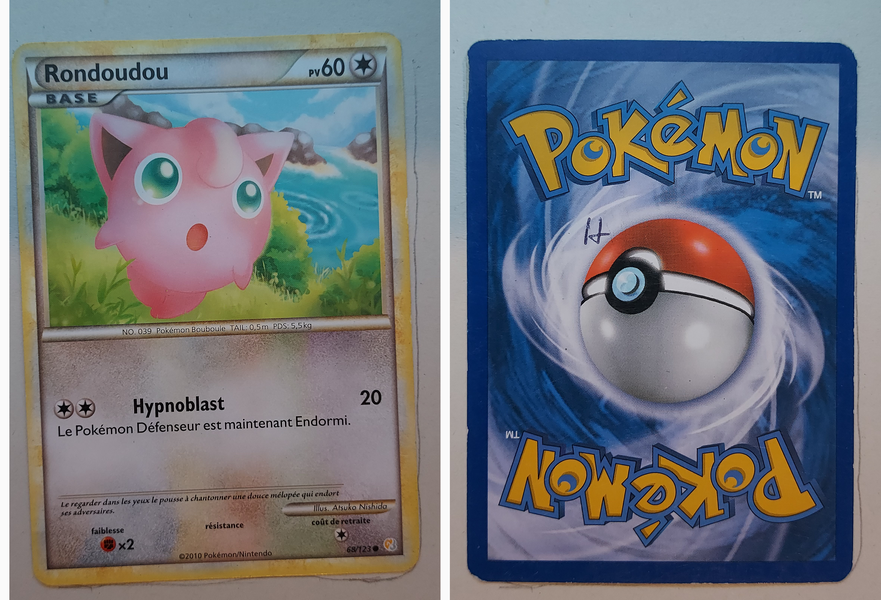 Rondoudou PV60
BASE
NO. 039 Pokémon Bouboule TAIL: 0,5m PDS: 5,5kg
Hypnoblast 20
Le Pokémon Défenseur est maintenant Endormi.
Le regarder dans les yeux le pousse à chantonner une douce mélopée qui endort
ses adversaires.
Illus. Atsuko Nishida
faiblesse résistance coût de retraite
×2
©2010 Pokémon/Nintendo 68/123
POKéMON
TM
H
TM
POKéMON